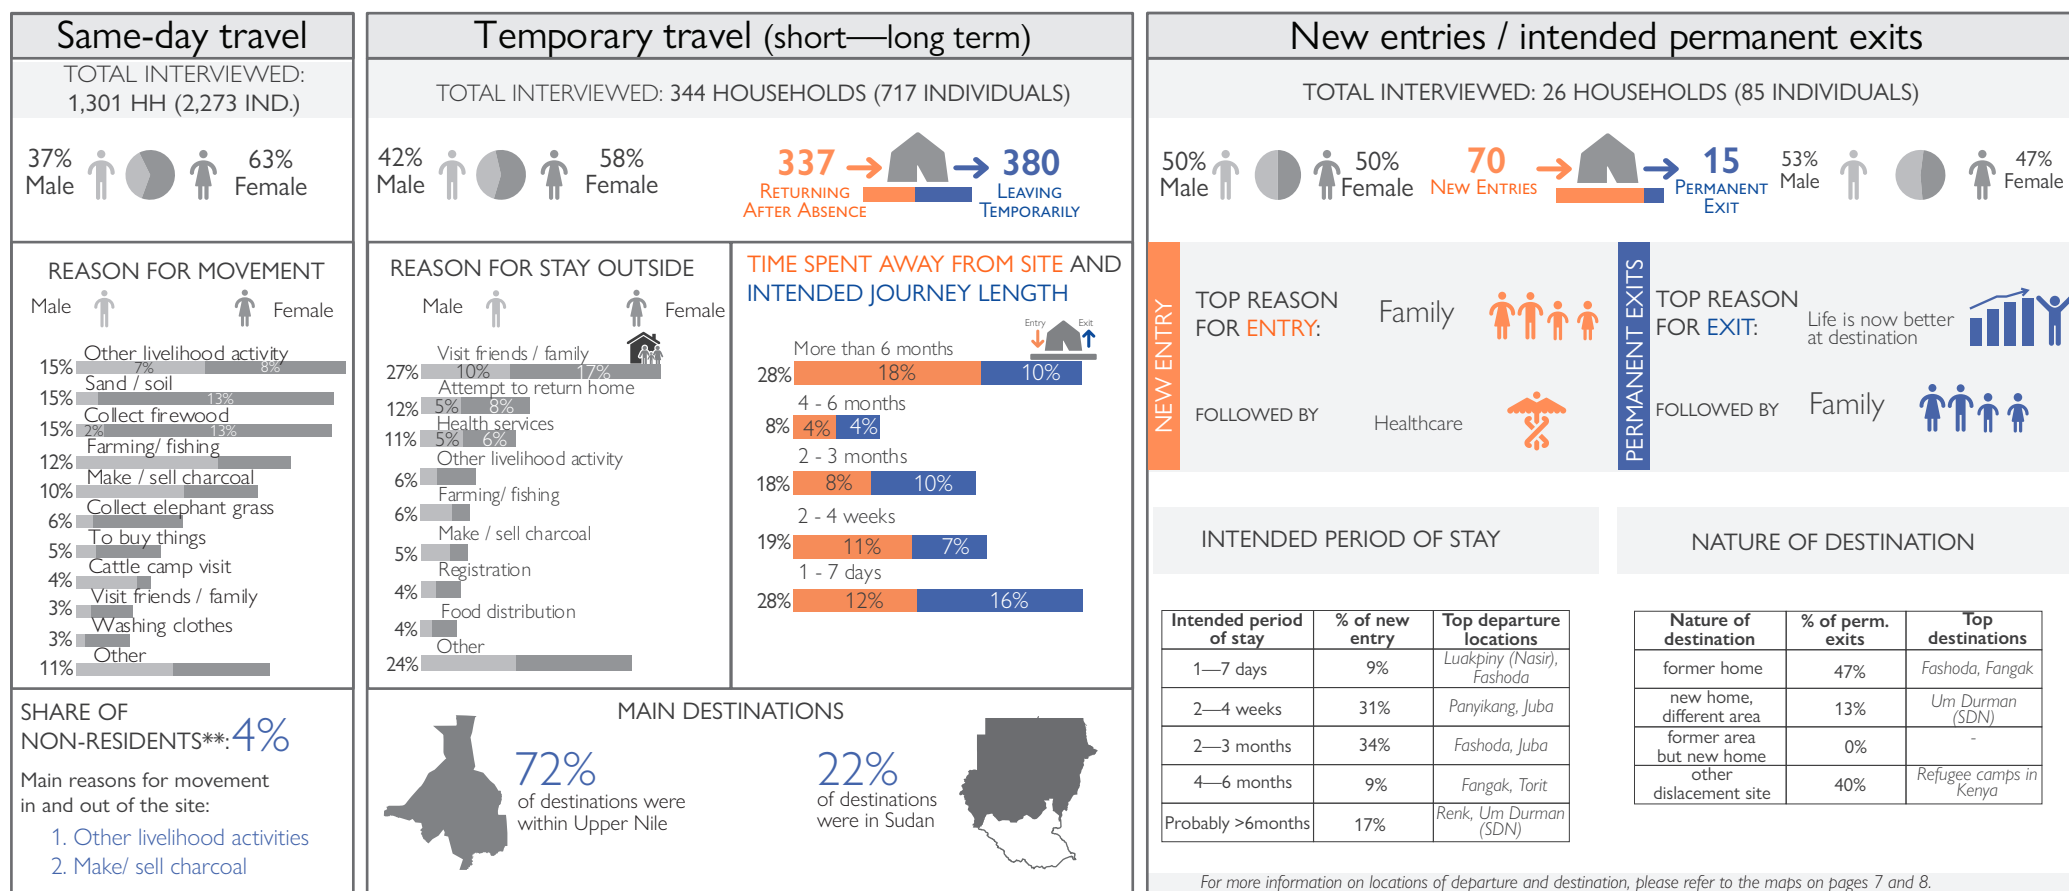 Same-day travel
TOTAL INTERVIEWED:
1,301 HH (2,273 IND.)
37%
Male
63%
Female
REASON FOR MOVEMENT
Male
Female
Other livelihood activity
15% 7% 8%
Sand / soil
15% 13%
Collect firewood
15% 2% 13%
Farming/ fishing
12%
Make / sell charcoal
10%
Collect elephant grass
6%
To buy things
5%
Cattle camp visit
4%
Visit friends / family
3%
Washing clothes
3%
Other
11%
SHARE OF
NON-RESIDENTS**: 4%
Main reasons for movement
in and out of the site:
1. Other livelihood activities
2. Make/ sell charcoal
Temporary travel (short—long term)
TOTAL INTERVIEWED: 344 HOUSEHOLDS (717 INDIVIDUALS)
42%
Male
58%
Female
337
RETURNING
AFTER ABSENCE
380
LEAVING
TEMPORARILY
REASON FOR STAY OUTSIDE
Male
Female
Visit friends / family
27% 10% 17%
Attempt to return home
12% 5% 8%
Health services
11% 5% 6%
Other livelihood activity
6%
Farming/ fishing
6%
Make / sell charcoal
5%
Registration
4%
Food distribution
4%
Other
24%
TIME SPENT AWAY FROM SITE AND
INTENDED JOURNEY LENGTH
Entry Exit
More than 6 months
28% 18% 10%
4 - 6 months
8% 4% 4%
2 - 3 months
18% 8% 10%
2 - 4 weeks
19% 11% 7%
1 - 7 days
28% 12% 16%
MAIN DESTINATIONS
72%
of destinations were
within Upper Nile
22%
of destinations
were in Sudan
New entries / intended permanent exits
TOTAL INTERVIEWED: 26 HOUSEHOLDS (85 INDIVIDUALS)
50%
Male
50%
Female
70
NEW ENTRIES
15
PERMANENT
EXIT
53%
Male
47%
Female
NEW ENTRY
TOP REASON
FOR ENTRY:
Family
FOLLOWED BY
Healthcare
PERMANENT EXITS
TOP REASON
FOR EXIT:
Life is now better
at destination
FOLLOWED BY
Family
INTENDED PERIOD OF STAY
Intended period of stay % of new entry Top departure locations
1—7 days 9% Luakpiny (Nasir), Fashoda
2—4 weeks 31% Panyikang, Juba
2—3 months 34% Fashoda, Juba
4—6 months 9% Fangak, Torit
Probably >6months 17% Renk, Um Durman (SDN)
NATURE OF DESTINATION
Nature of destination % of perm. exits Top destinations
former home 47% Fashoda, Fangak
new home, different area 13% Um Durman (SDN)
former area but new home 0% -
other dislacement site 40% Refugee camps in Kenya
For more information on locations of departure and destination, please refer to the maps on pages 7 and 8.